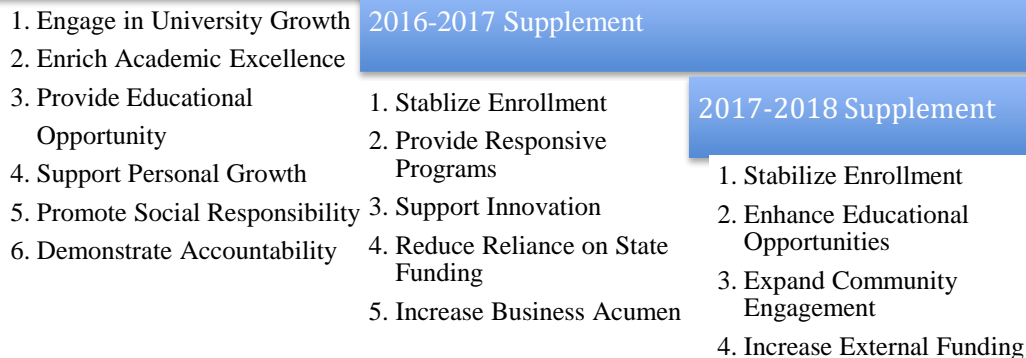 1. Engage in University Growth
2. Enrich Academic Excellence
3. Provide Educational
Opportunity
4. Support Personal Growth
5. Promote Social Responsibility
6. Demonstrate Accountability
2016-2017 Supplement
1. Stablize Enrollment
2. Provide Responsive
Programs
3. Support Innovation
4. Reduce Reliance on State
Funding
5. Increase Business Acumen
2017-2018 Supplement
1. Stabilize Enrollment
2. Enhance Educational
Opportunities
3. Expand Community
Engagement
4. Increase External Funding